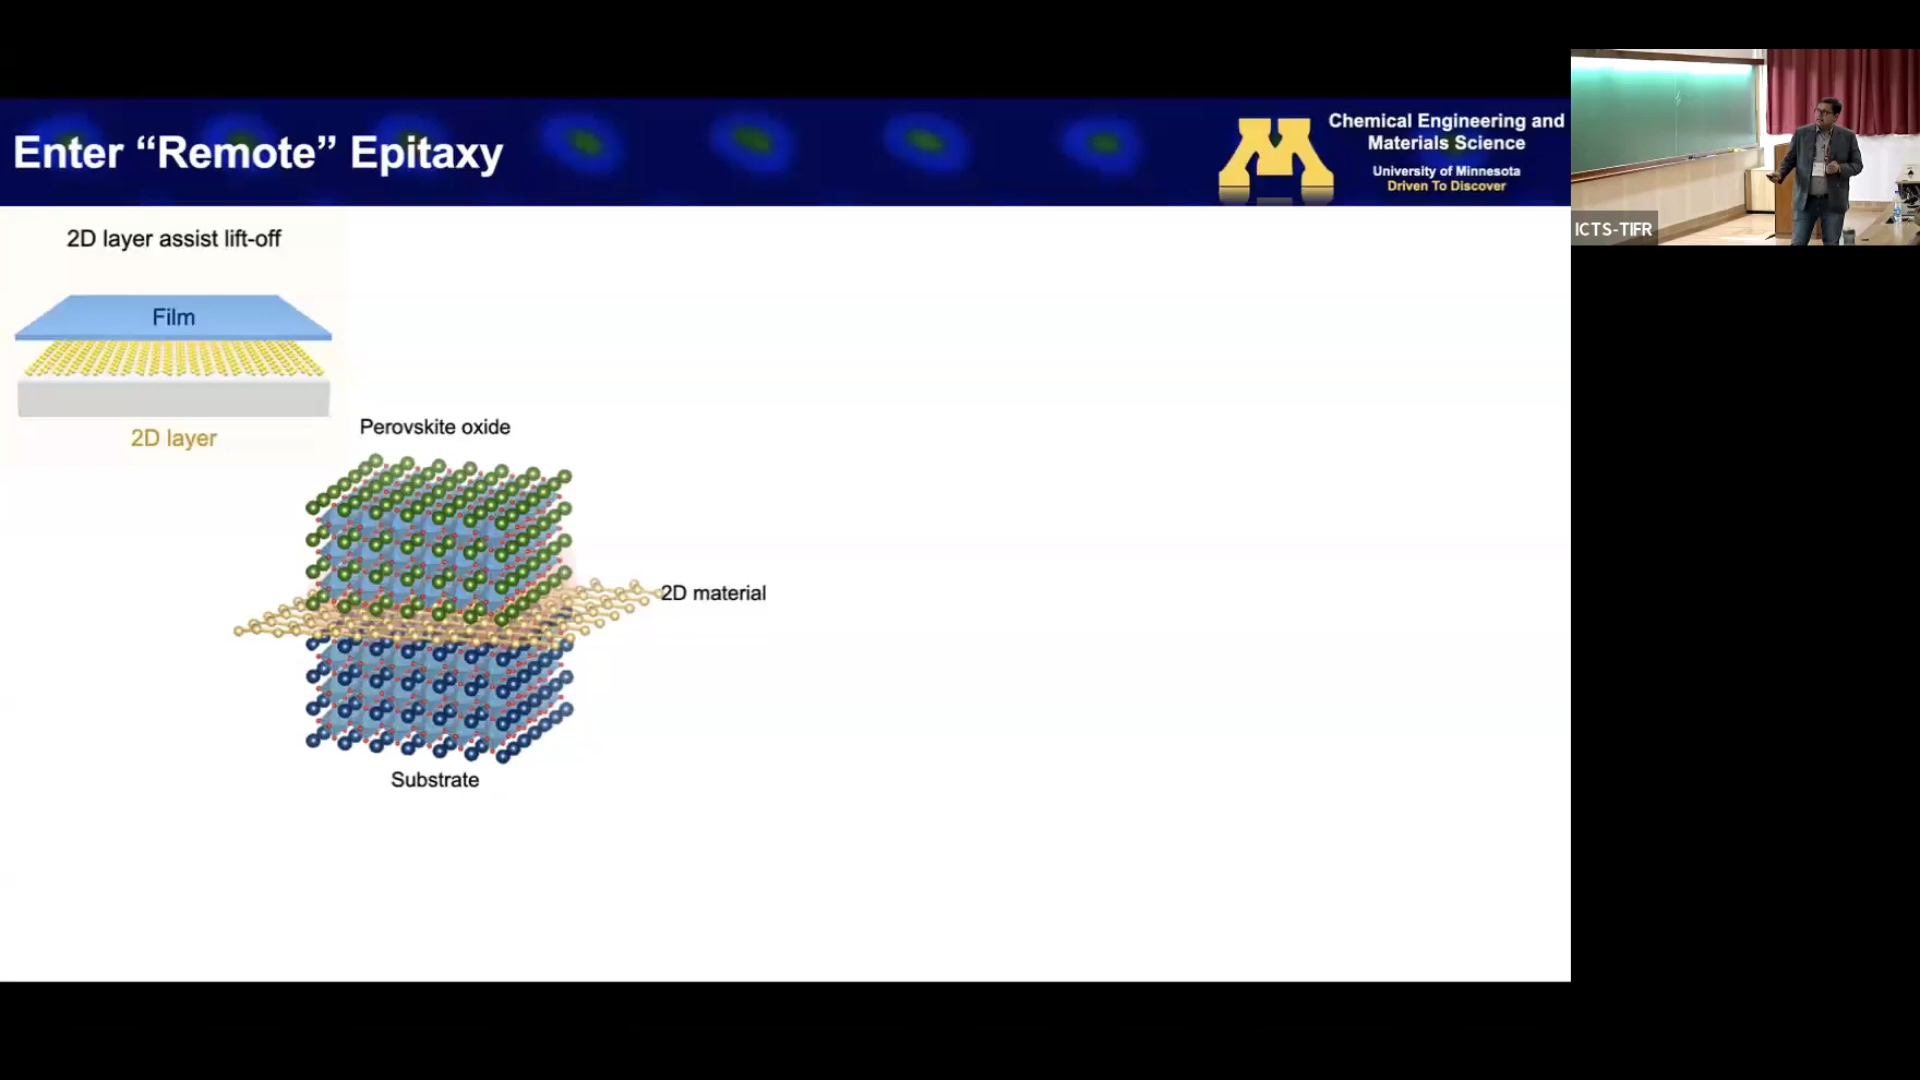 Enter “Remote” Epitaxy
Chemical Engineering and
Materials Science
University of Minnesota
Driven To Discover
ICTS-TIFR
2D layer assist lift-off
Film
2D layer
Perovskite oxide
2D material
Substrate